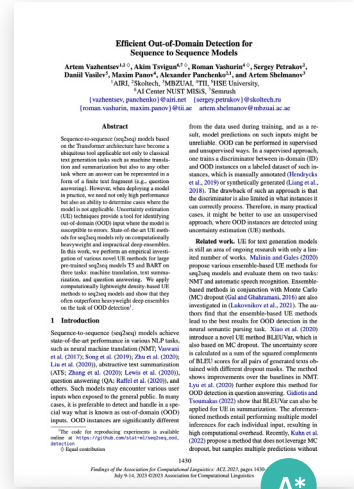 Efficient Out-of-Domain Detection for
Sequence to Sequence Models
Artem Vazhentsev1,2 ◊, Akim Tsvigun6,7 ◊, Roman Vashurin4 ◊, Sergey Petrakov2,
Daniil Vasilev5, Maxim Panov4, Alexander Panchenko2,1, and Artem Shelmanov3
1AIRI, 2Skoltech, 3MBZUAI, 4TII, 5HSE University,
6AI Center NUST MISiS, 7Semrush
{vazhentsev, panchenko}@airi.net {sergey.petrakov}@skoltech.ru
{roman.vashurin, maxim.panov}@tii.ae artem.shelmanov@mbzuai.ac.ae
Abstract
Sequence-to-sequence (seq2seq) models based
on the Transformer architecture have become a
ubiquitous tool applicable not only to classical
text generation tasks such as machine transla-
tion and summarization but also to any other
task where an answer can be represented in a
form of a finite text fragment (e.g., question
answering). However, when deploying a model
in practice, we need not only high performance
but also an ability to determine cases where the
model is not applicable. Uncertainty estimation
(UE) techniques provide a tool for identifying
out-of-domain (OOD) input where the model is
susceptible to errors. State-of-the-art UE meth-
ods for seq2seq models rely on computationally
heavyweight and impractical deep ensembles.
In this work, we perform an empirical investi-
gation of various novel UE methods for large
pre-trained seq2seq models T5 and BART on
three tasks: machine translation, text summa-
rization, and question answering. We apply
computationally lightweight density-based UE
methods to seq2seq models and show that they
often outperform heavyweight deep ensembles
on the task of OOD detection1.
1 Introduction
Sequence-to-sequence (seq2seq) models achieve
state-of-the-art performance in various NLP tasks,
such as neural machine translation (NMT; Vaswani
et al. (2017); Song et al. (2019); Zhu et al. (2020);
Liu et al. (2020)), abstractive text summarization
(ATS; Zhang et al. (2020); Lewis et al. (2020)),
question answering (QA; Raffel et al. (2020)), and
others. Such models may encounter various user
inputs when exposed to the general public. In many
cases, it is preferable to detect and handle in a spe-
cial way what is known as out-of-domain (OOD)
inputs. OOD instances are significantly different
1The code for reproducing experiments is available
online at https://github.com/stat-ml/seq2seq_ood_
detection
◊ Equal contribution
from the data used during training, and as a re-
sult, model predictions on such inputs might be
unreliable. OOD can be performed in supervised
and unsupervised ways. In a supervised approach,
one trains a discriminator between in-domain (ID)
and OOD instances on a labeled dataset of such in-
stances, which is manually annotated (Hendrycks
et al., 2019) or synthetically generated (Liang et al.,
2018). The drawback of such an approach is that
the discriminator is also limited in what instances it
can correctly process. Therefore, in many practical
cases, it might be better to use an unsupervised
approach, where OOD instances are detected using
uncertainty estimation (UE) methods.
Related work. UE for text generation models
is still an area of ongoing research with only a lim-
ited number of works. Malinin and Gales (2020)
propose various ensemble-based UE methods for
seq2seq models and evaluate them on two tasks:
NMT and automatic speech recognition. Ensemble-
based methods in conjunction with Monte Carlo
(MC) dropout (Gal and Ghahramani, 2016) are also
investigated in (Lukovnikov et al., 2021). The au-
thors find that the ensemble-based UE methods
lead to the best results for OOD detection in the
neural semantic parsing task. Xiao et al. (2020)
introduce a novel UE method BLEUVar, which is
also based on MC dropout. The uncertainty score
is calculated as a sum of the squared complements
of BLEU scores for all pairs of generated texts ob-
tained with different dropout masks. The method
shows improvements over the baselines in NMT.
Lyu et al. (2020) further explore this method for
OOD detection in question answering. Gidiotis and
Tsoumakas (2022) show that BLEUVar can also be
applied for UE in summarization. The aforemen-
tioned methods entail performing multiple model
inferences for each individual input, resulting in
high computational overhead. Recently, Kuhn et al.
(2022) propose a method that does not leverage MC
dropout, but samples multiple predictions without
1430
Findings of the Association for Computational Linguistics: ACL 2023, pages 1430
July 9-14, 2023 ©2023 Association for Computational Linguistics
A*